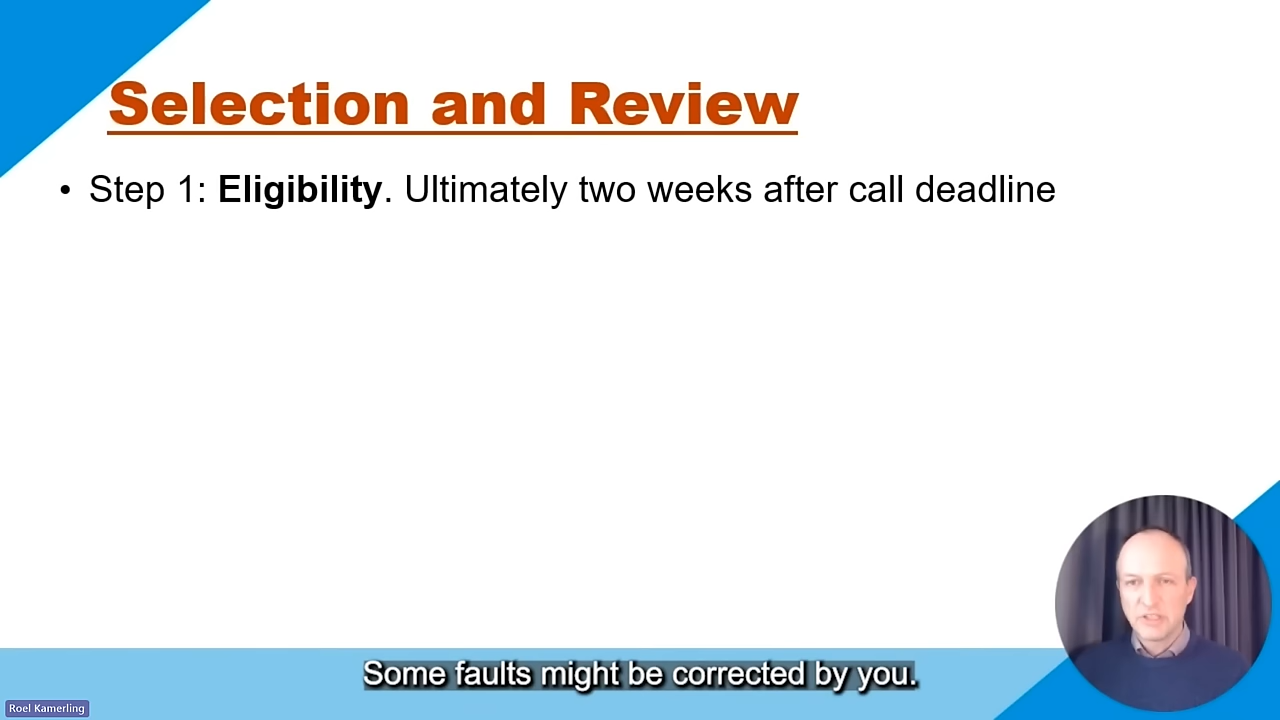 Selection and Review
• Step 1: Eligibility. Ultimately two weeks after call deadline
Some faults might be corrected by you.
Roel Kamerling